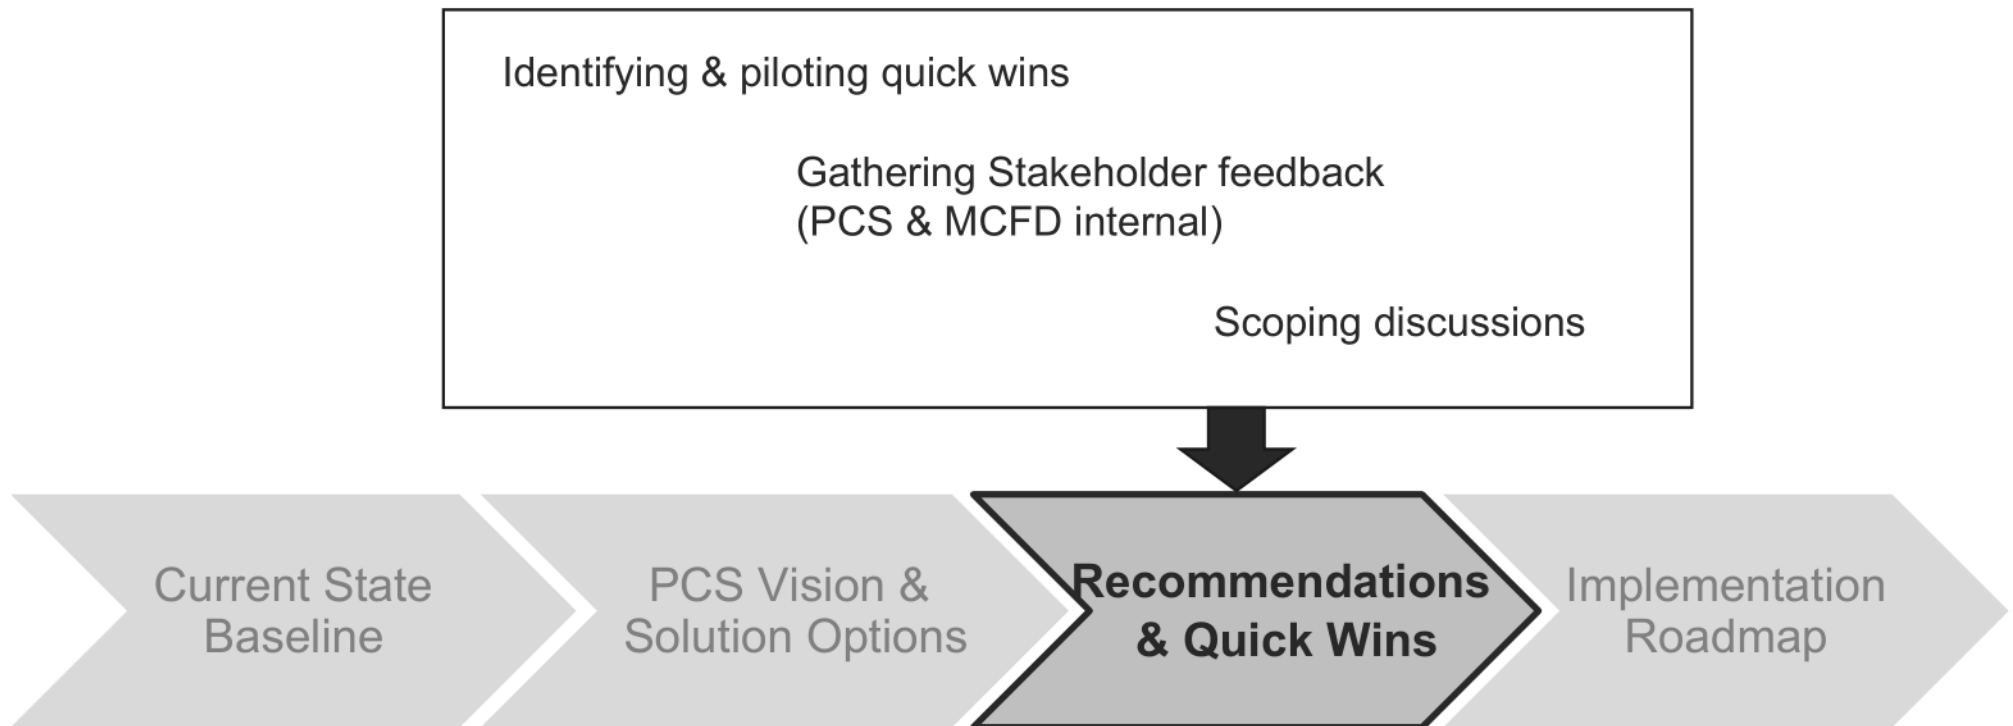 Identifying & piloting quick wins
Gathering Stakeholder feedback
(PCS & MCFD internal)
Scoping discussions
Current State
Baseline
PCS Vision &
Solution Options
Recommendations
& Quick Wins
Implementation
Roadmap